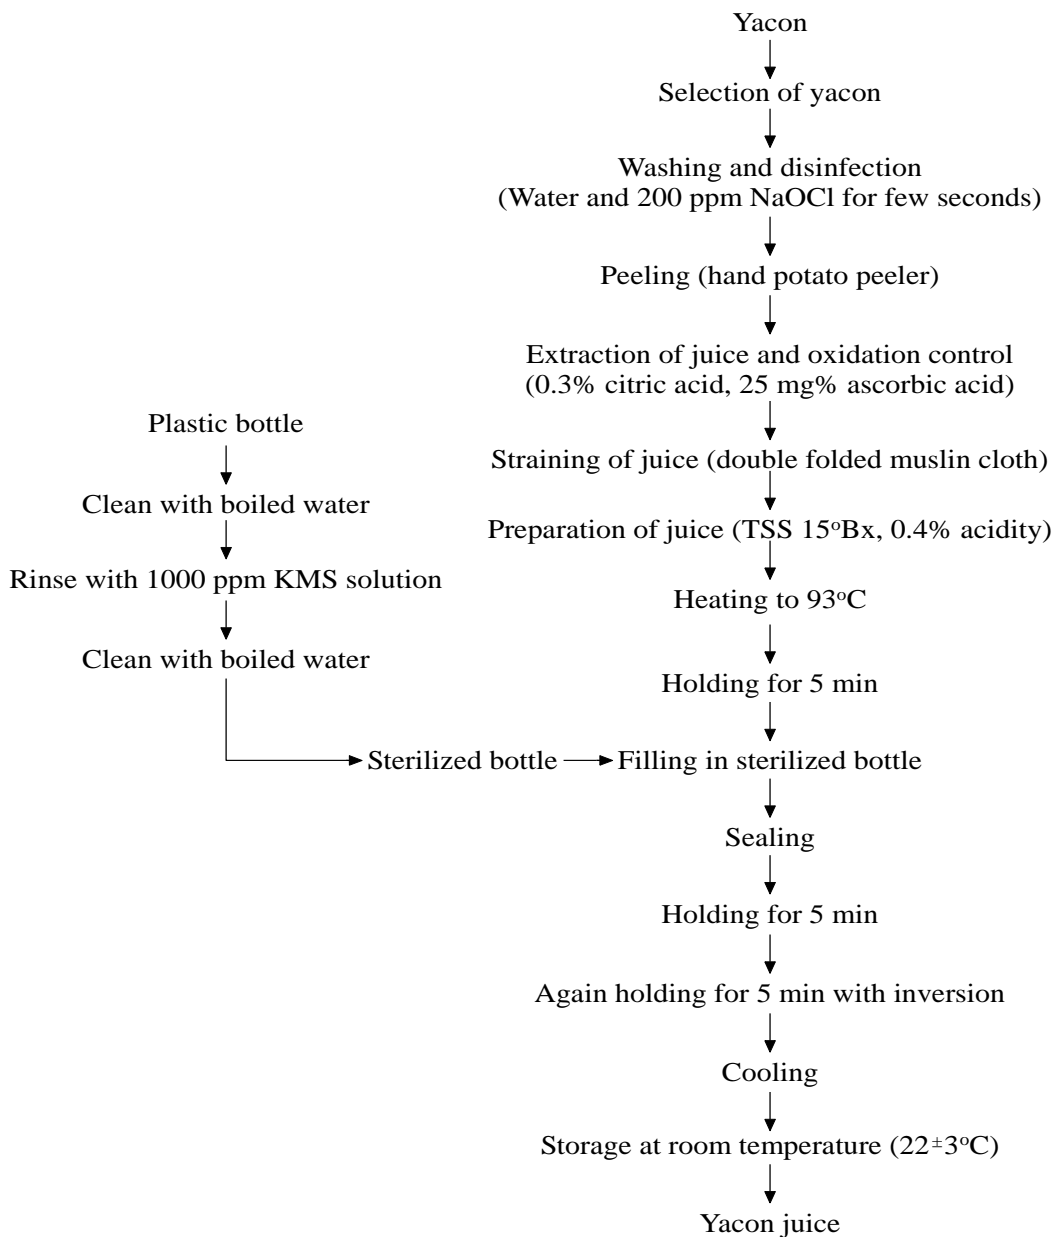 Yacon
Selection of yacon
Washing and disinfection
(Water and 200 ppm NaOCl for few seconds)
Peeling (hand potato peeler)
Extraction of juice and oxidation control
(0.3% citric acid, 25 mg% ascorbic acid)
Straining of juice (double folded muslin cloth)
Preparation of juice (TSS 15°Bx, 0.4% acidity)
Heating to 93°C
Holding for 5 min
Plastic bottle
Clean with boiled water
Rinse with 1000 ppm KMS solution
Clean with boiled water
Sterilized bottle
Filling in sterilized bottle
Sealing
Holding for 5 min
Again holding for 5 min with inversion
Cooling
Storage at room temperature (22±3°C)
Yacon juice